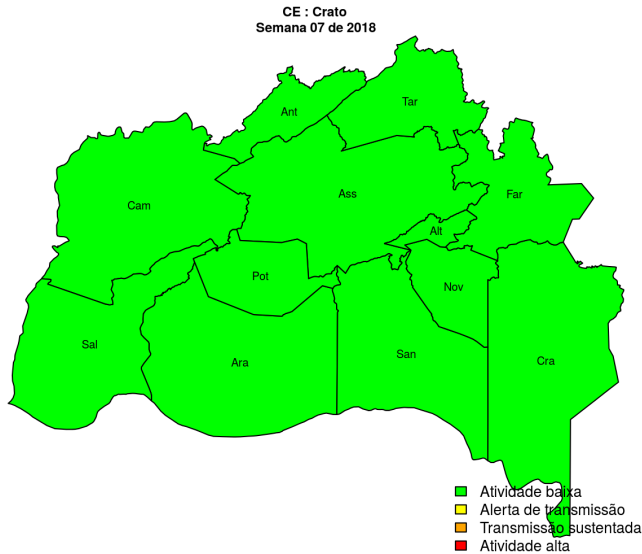 CE : Crato
Semana 07 de 2018
Tar
Ant
Ass
Far
Cam
Alt
Pot
Nov
Sal
San
Ara
Cra
Atividade baixa
Alerta de transmissão
Transmissão sustentada
Atividade alta